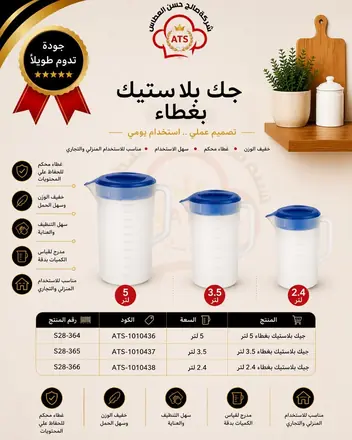 شركة صالح حسن العطاس
ATS
جودة
تدوم طويلاً
جك بلاستيك
بغطاء
تصميم عملي .. استخدام يومي
خفيف الوزن • غطاء محكم • سهل الاستخدام • مناسب للاستخدام المنزلي والتجاري
غطاء محكم
للحفاظ على
المحتويات
خفيف الوزن
وسهل الحمل
سهل التنظيف
والعناية
مدرج لقياس
الكميات بدقة
مناسب للاستخدام
المنزلي والتجاري
5
لتر
3.5
لتر
2.4
لتر
المنتج السعة الكود رقم المنتج
جيك بلاستيك بغطاء 5 لتر 5 لتر ATS-1010436 S28-364
جيك بلاستيك بغطاء 3.5 لتر 3.5 لتر ATS-1010437 S28-365
جيك بلاستيك بغطاء 2.4 لتر 2.4 لتر ATS-1010438 S28-366
مناسب للاستخدام
المنزلي والتجاري
مدرج لقياس
الكميات بدقة
سهل التنظيف
والعناية
خفيف الوزن
وسهل الحمل
غطاء محكم
للحفاظ على
المحتويات